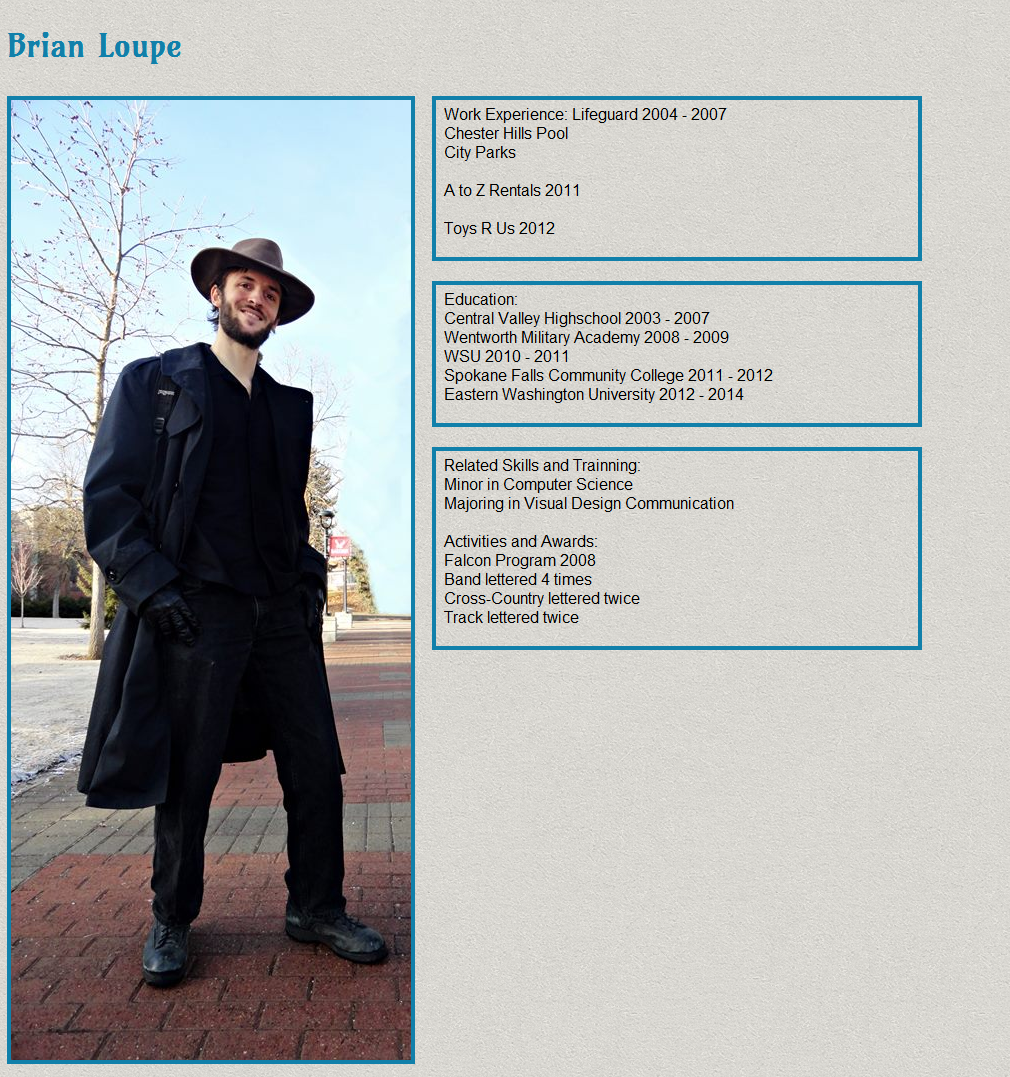 Brian Loupe
Work Experience: Lifeguard 2004 - 2007
Chester Hills Pool
City Parks
A to Z Rentals 2011
Toys R Us 2012
Education:
Central Valley Highschool 2003 - 2007
Wentworth Military Academy 2008 - 2009
WSU 2010 - 2011
Spokane Falls Community College 2011 - 2012
Eastern Washington University 2012 - 2014
Related Skills and Trainning:
Minor in Computer Science
Majoring in Visual Design Communication
Activities and Awards:
Falcon Program 2008
Band lettered 4 times
Cross-Country lettered twice
Track lettered twice